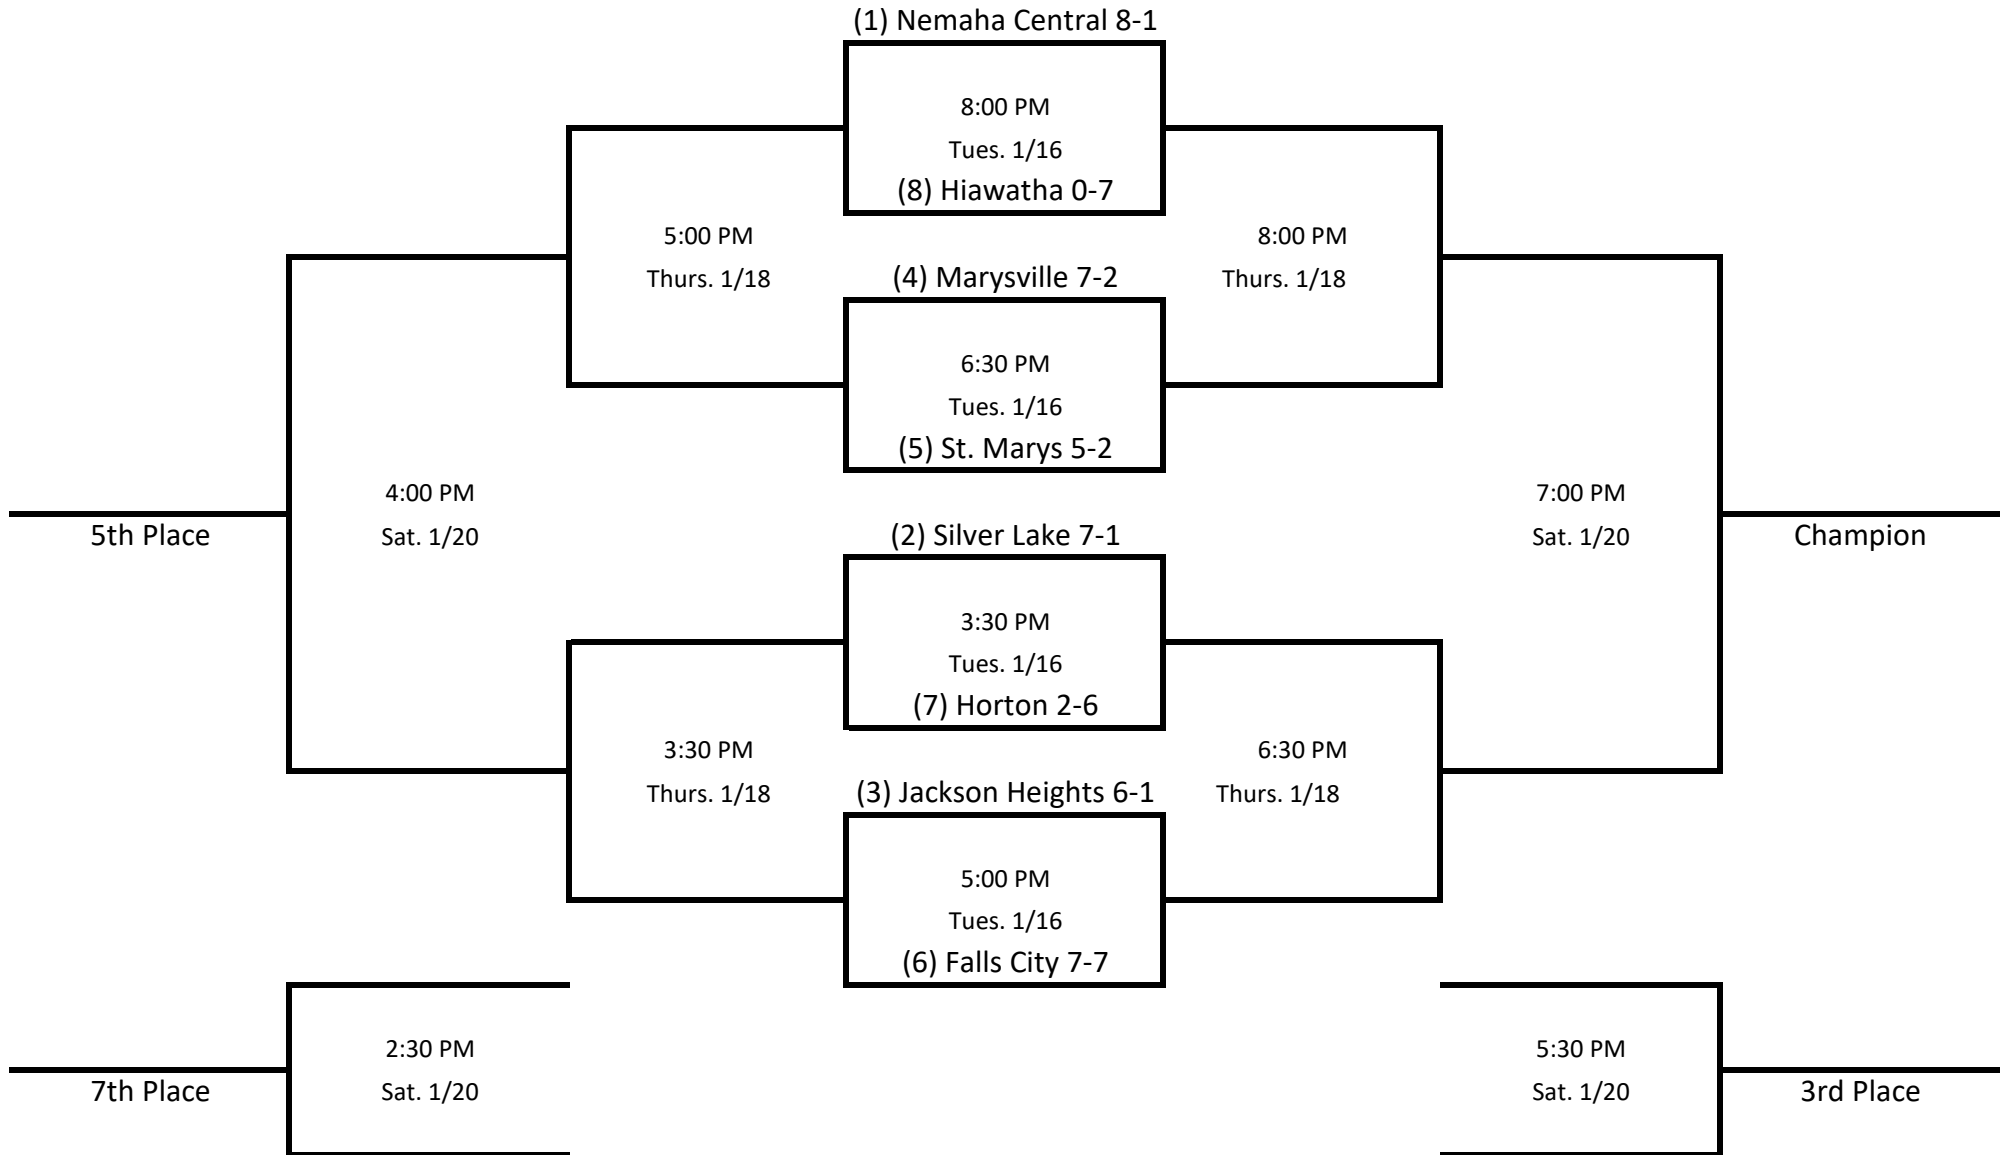 (1) Nemaha Central 8-1
8:00 PM
Tues. 1/16
(8) Hiawatha 0-7
5:00 PM
Thurs. 1/18
8:00 PM
Thurs. 1/18
(4) Marysville 7-2
6:30 PM
Tues. 1/16
(5) St. Marys 5-2
4:00 PM
Sat. 1/20
5th Place
7:00 PM
Sat. 1/20
Champion
(2) Silver Lake 7-1
3:30 PM
Tues. 1/16
(7) Horton 2-6
3:30 PM
Thurs. 1/18
6:30 PM
Thurs. 1/18
(3) Jackson Heights 6-1
5:00 PM
Tues. 1/16
(6) Falls City 7-7
2:30 PM
Sat. 1/20
7th Place
5:30 PM
Sat. 1/20
3rd Place